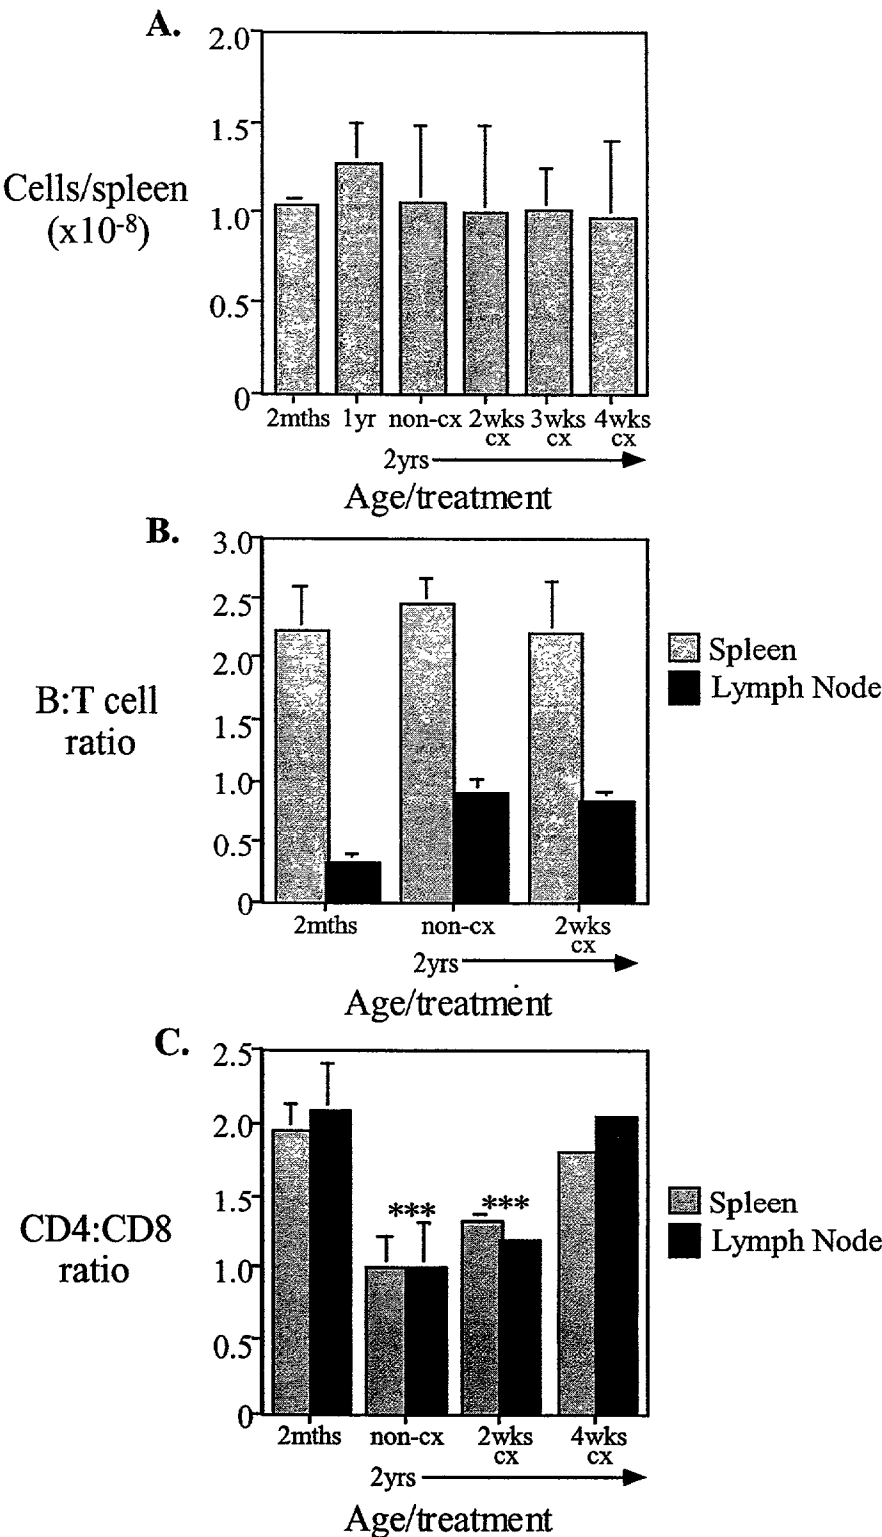 A.
2.0
1.5
Cells/spleen
(x10-8)
1.0
0.5
0
2mths 1yr non-cx 2wks 3wks 4wks
cx cx cx
2yrs
Age/treatment
B.
3.0
2.5
2.0
Spleen
Lymph Node
B:T cell
ratio
1.5
1.0
0.5
0
2mths non-cx 2wks
cx
2yrs
Age/treatment
C.
2.5
2.0
1.5
*** ***
Spleen
CD4:CD8
ratio
Lymph Node
1.0
0.5
0
2mths non-cx 2wks 4wks
cx cx
2yrs
Age/treatment